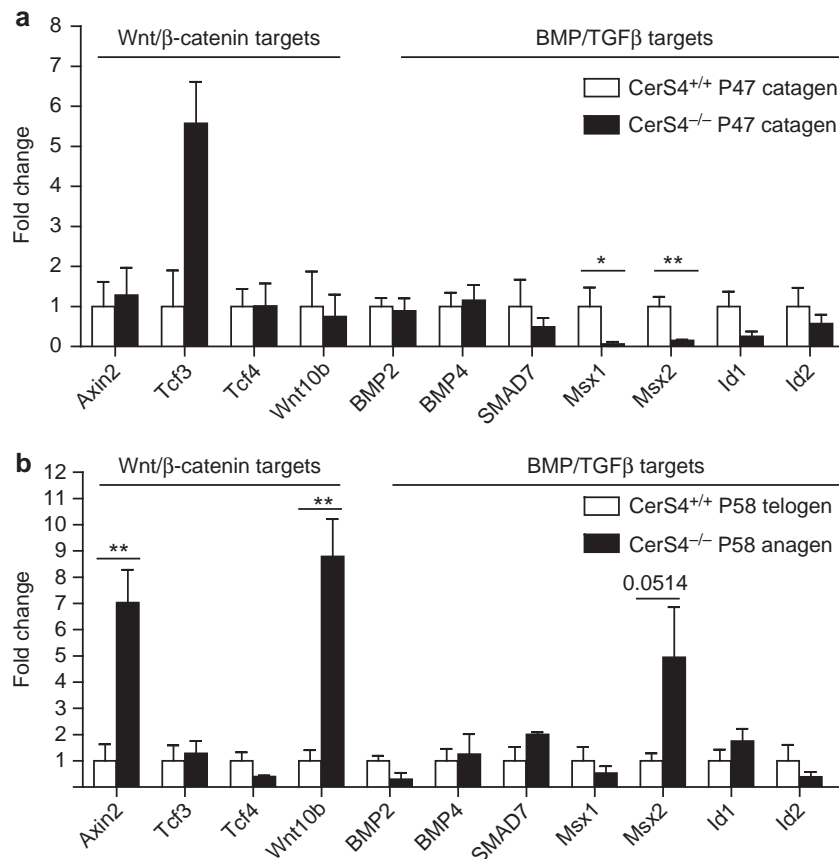 a
Wnt/β-catenin targets
BMP/TGFβ targets
CerS4+/+ P47 catagen
CerS4–/– P47 catagen
Fold change
8
7
6
5
4
3
2
1
0
*
**
Axin2
Tcf3
Tcf4
Wnt10b
BMP2
BMP4
SMAD7
Msx1
Msx2
Id1
Id2
b
Wnt/β-catenin targets
BMP/TGFβ targets
CerS4+/+ P58 telogen
CerS4–/– P58 anagen
Fold change
12
11
10
9
8
7
6
5
4
3
2
1
**
**
0.0514
Axin2
Tcf3
Tcf4
Wnt10b
BMP2
BMP4
SMAD7
Msx1
Msx2
Id1
Id2